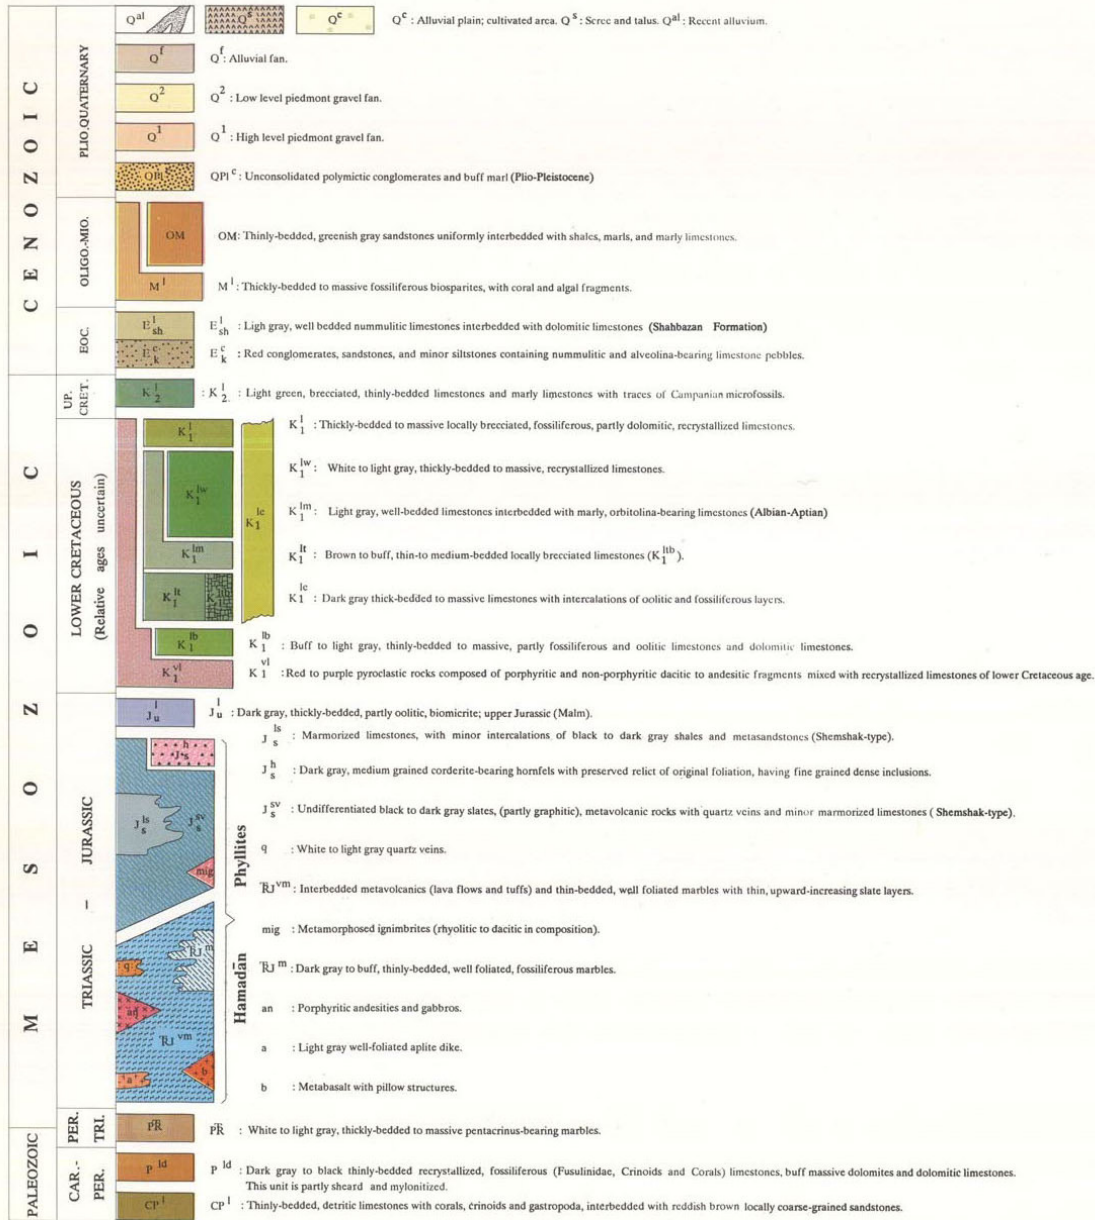 Q^al Q^s Q^c Q^c : Alluvial plain; cultivated area. Q^s : Scree and talus. Q^al : Recent alluvium.
Q^f Q^f : Alluvial fan.
Q^2 Q^2 : Low level piedmont gravel fan.
Q^1 Q^1 : High level piedmont gravel fan.
QPl^c QPl^c : Unconsolidated polymictic conglomerates and buff marl (Plio-Pleistocene)
OM OM: Thinly-bedded, greenish gray sandstones uniformly interbedded with shales, marls, and marly limestones.
M^l M^l : Thickly-bedded to massive fossiliferous biosparites, with coral and algal fragments.
E^l_sh E^l_sh : Ligh gray, well bedded nummulitic limestones interbedded with dolomitic limestones (Shahbazan Formation)
E^c_k E^c_k : Red conglomerates, sandstones, and minor siltstones containing nummulitic and alveolina-bearing limestone pebbles.
K^l_2 : K^l_2. : Light green, brecciated, thinly-bedded limestones and marly limestones with traces of Campanian microfossils.
K^l_1 K^l_1 : Thickly-bedded to massive locally brecciated, fossiliferous, partly dolomitic, recrystallized limestones.
K^lw_1 K^lw_1 : White to light gray, thickly-bedded to massive, recrystallized limestones.
K^lc_1
K^lm_1 K^lm_1 : Light gray, well-bedded limestones interbedded with marly, orbitolina-bearing limestones (Albian-Aptian)
K^lt_1 K^ltb_1 K^lt_1 : Brown to buff, thin-to medium-bedded locally brecciated limestones (K^ltb_1).
K^lc_1 : Dark gray thick-bedded to massive limestones with intercalations of oolitic and fossiliferous layers.
K^lb_1 K^lb_1 : Buff to light gray, thinly-bedded to massive, partly fossiliferous and oolitic limestones and dolomitic limestones.
K^vl_1 K^vl_1 : Red to purple pyroclastic rocks composed of porphyritic and non-porphyritic dacitic to andesitic fragments mixed with recrystallized limestones of lower Cretaceous age.
J^l_u J^l_u : Dark gray, thickly-bedded, partly oolitic, biomicrite; upper Jurassic (Malm).
J^ls_s : Marmorized limestones, with minor intercalations of black to dark gray shales and metasandstones (Shemshak-type).
J^h_s J^h_s : Dark gray, medium grained corderite-bearing hornfels with preserved relict of original foliation, having fine grained dense inclusions.
J^ls_s J^sv_s J^sv_s : Undifferentiated black to dark gray slates, (partly graphitic), metavolcanic rocks with quartz veins and minor marmorized limestones ( Shemshak-type).
q : White to light gray quartz veins.
mig
T̅RJ^vm : Interbedded metavolcanics (lava flows and tuffs) and thin-bedded, well foliated marbles with thin, upward-increasing slate layers.
mig : Metamorphosed ignimbrites (rhyolitic to dacitic in composition).
T̅RJ^m q T̅RJ^m : Dark gray to buff, thinly-bedded, well foliated, fossiliferous marbles.
an an : Porphyritic andesities and gabbros.
T̅RJ^vm
a : Light gray well-foliated aplite dike.
a b b : Metabasalt with pillow structures.
PT̅R PT̅R : White to light gray, thickly-bedded to massive pentacrinus-bearing marbles.
P^ld P^ld : Dark gray to black thinly-bedded recrystallized, fossiliferous (Fusulinidae, Crinoids and Corals) limestones, buff massive dolomites and dolomitic limestones.
This unit is partly sheard and mylonitized.
CP^l CP^l : Thinly-bedded, detritic limestones with corals, crinoids and gastropoda, interbedded with reddish brown locally coarse-grained sandstones.
CENOZOIC
MESOZOIC
PALEOZOIC
PLIO.QUATERNARY
OLIGO.-MIO.
EOC.
UP.
CRET.
LOWER CRETACEOUS
(Relative ages uncertain)
TRIASSIC – JURASSIC
PER.
TRI.
CAR.-
PER.
Hamadān Phyllites